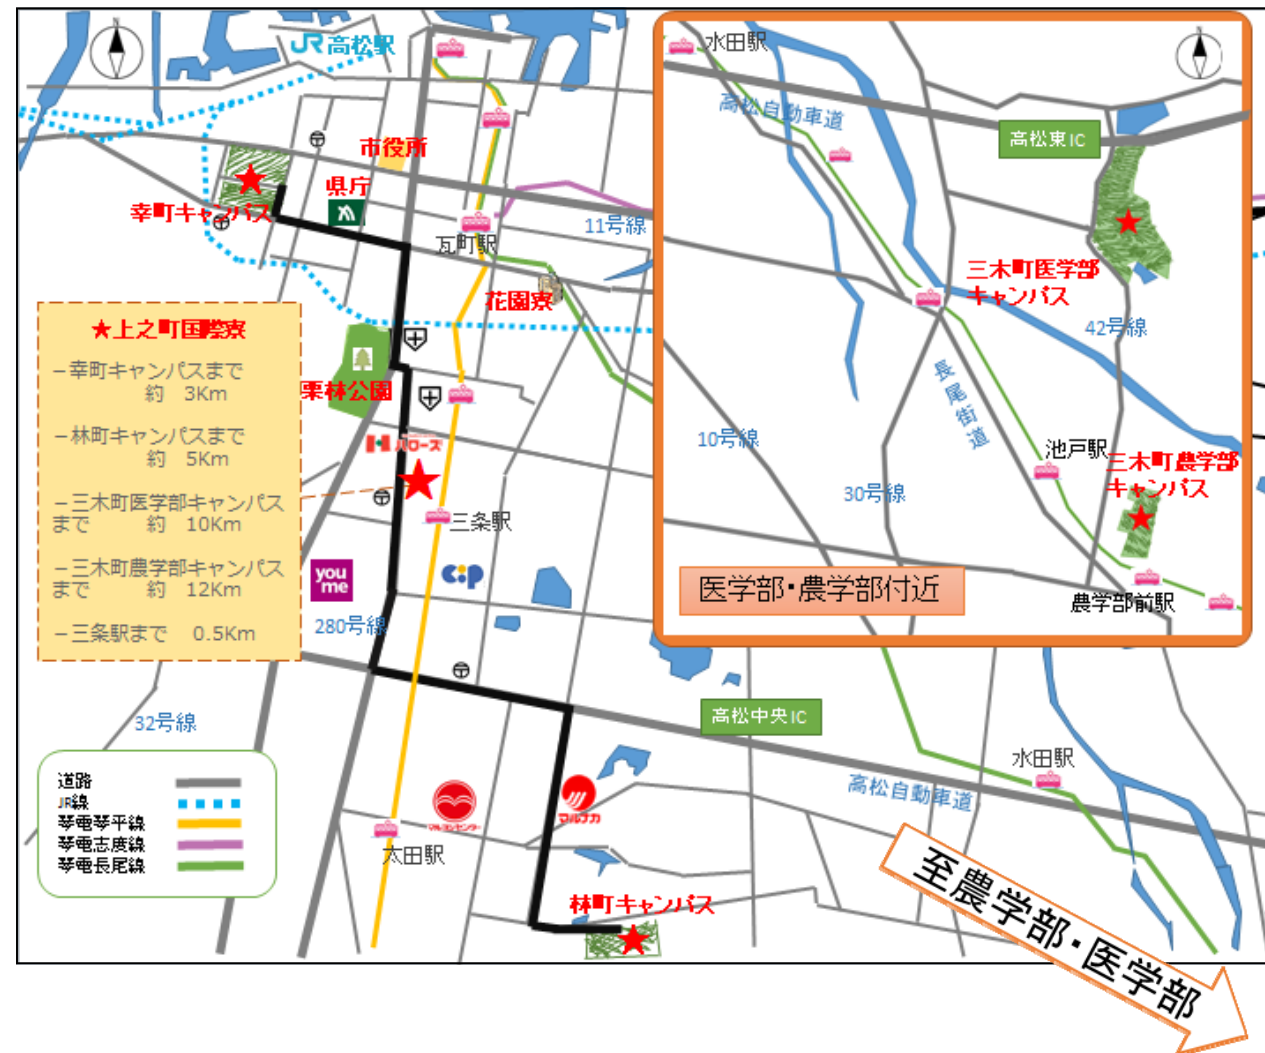 N
JR高松駅
市役所
県庁
幸町キャンパス
瓦町駅
11号線
花園寮
栗林公園
ハローズ
三条駅
you
me
280号線
32号線
太田駅
マルナカ
林町キャンパス
高松中央IC
高松自動車道
水田駅
★上之町国際寮
－幸町キャンパスまで
約 3Km
－林町キャンパスまで
約 5Km
－三木町医学部キャンパス
まで 約 10Km
－三木町農学部キャンパス
まで 約 12Km
－三条駅まで 0.5Km
道路
JR線
琴電琴平線
琴電志度線
琴電長尾線
水田駅
N
高松自動車道
高松東IC
三木町医学部
キャンパス
42号線
長尾街道
10号線
30号線
池戸駅
三木町農学部
キャンパス
農学部前駅
医学部・農学部付近
至農学部・医学部